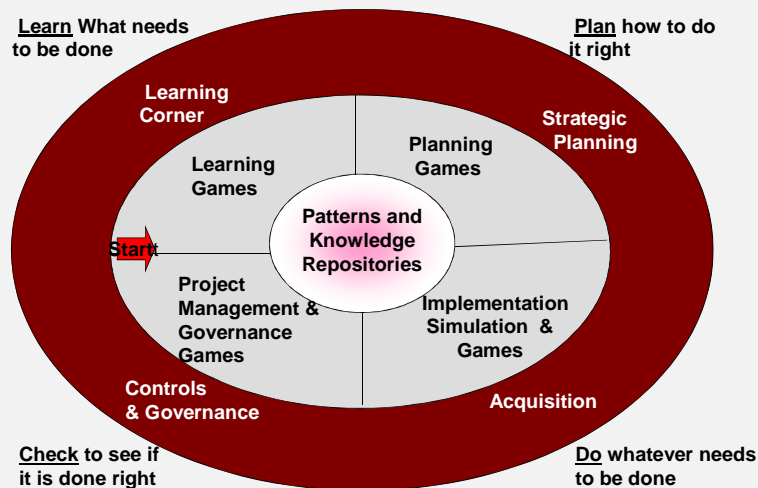 Learn What needs
to be done
Plan how to do
it right
Learning
Corner
Strategic
Planning
Learning
Games
Planning
Games
Patterns and
Knowledge
Repositories
Startt
Project
Management &
Governance
Games
Implementation
Simulation &
Games
Controls
& Governance
Acquisition
Check to see if
it is done right
Do whatever needs
to be done